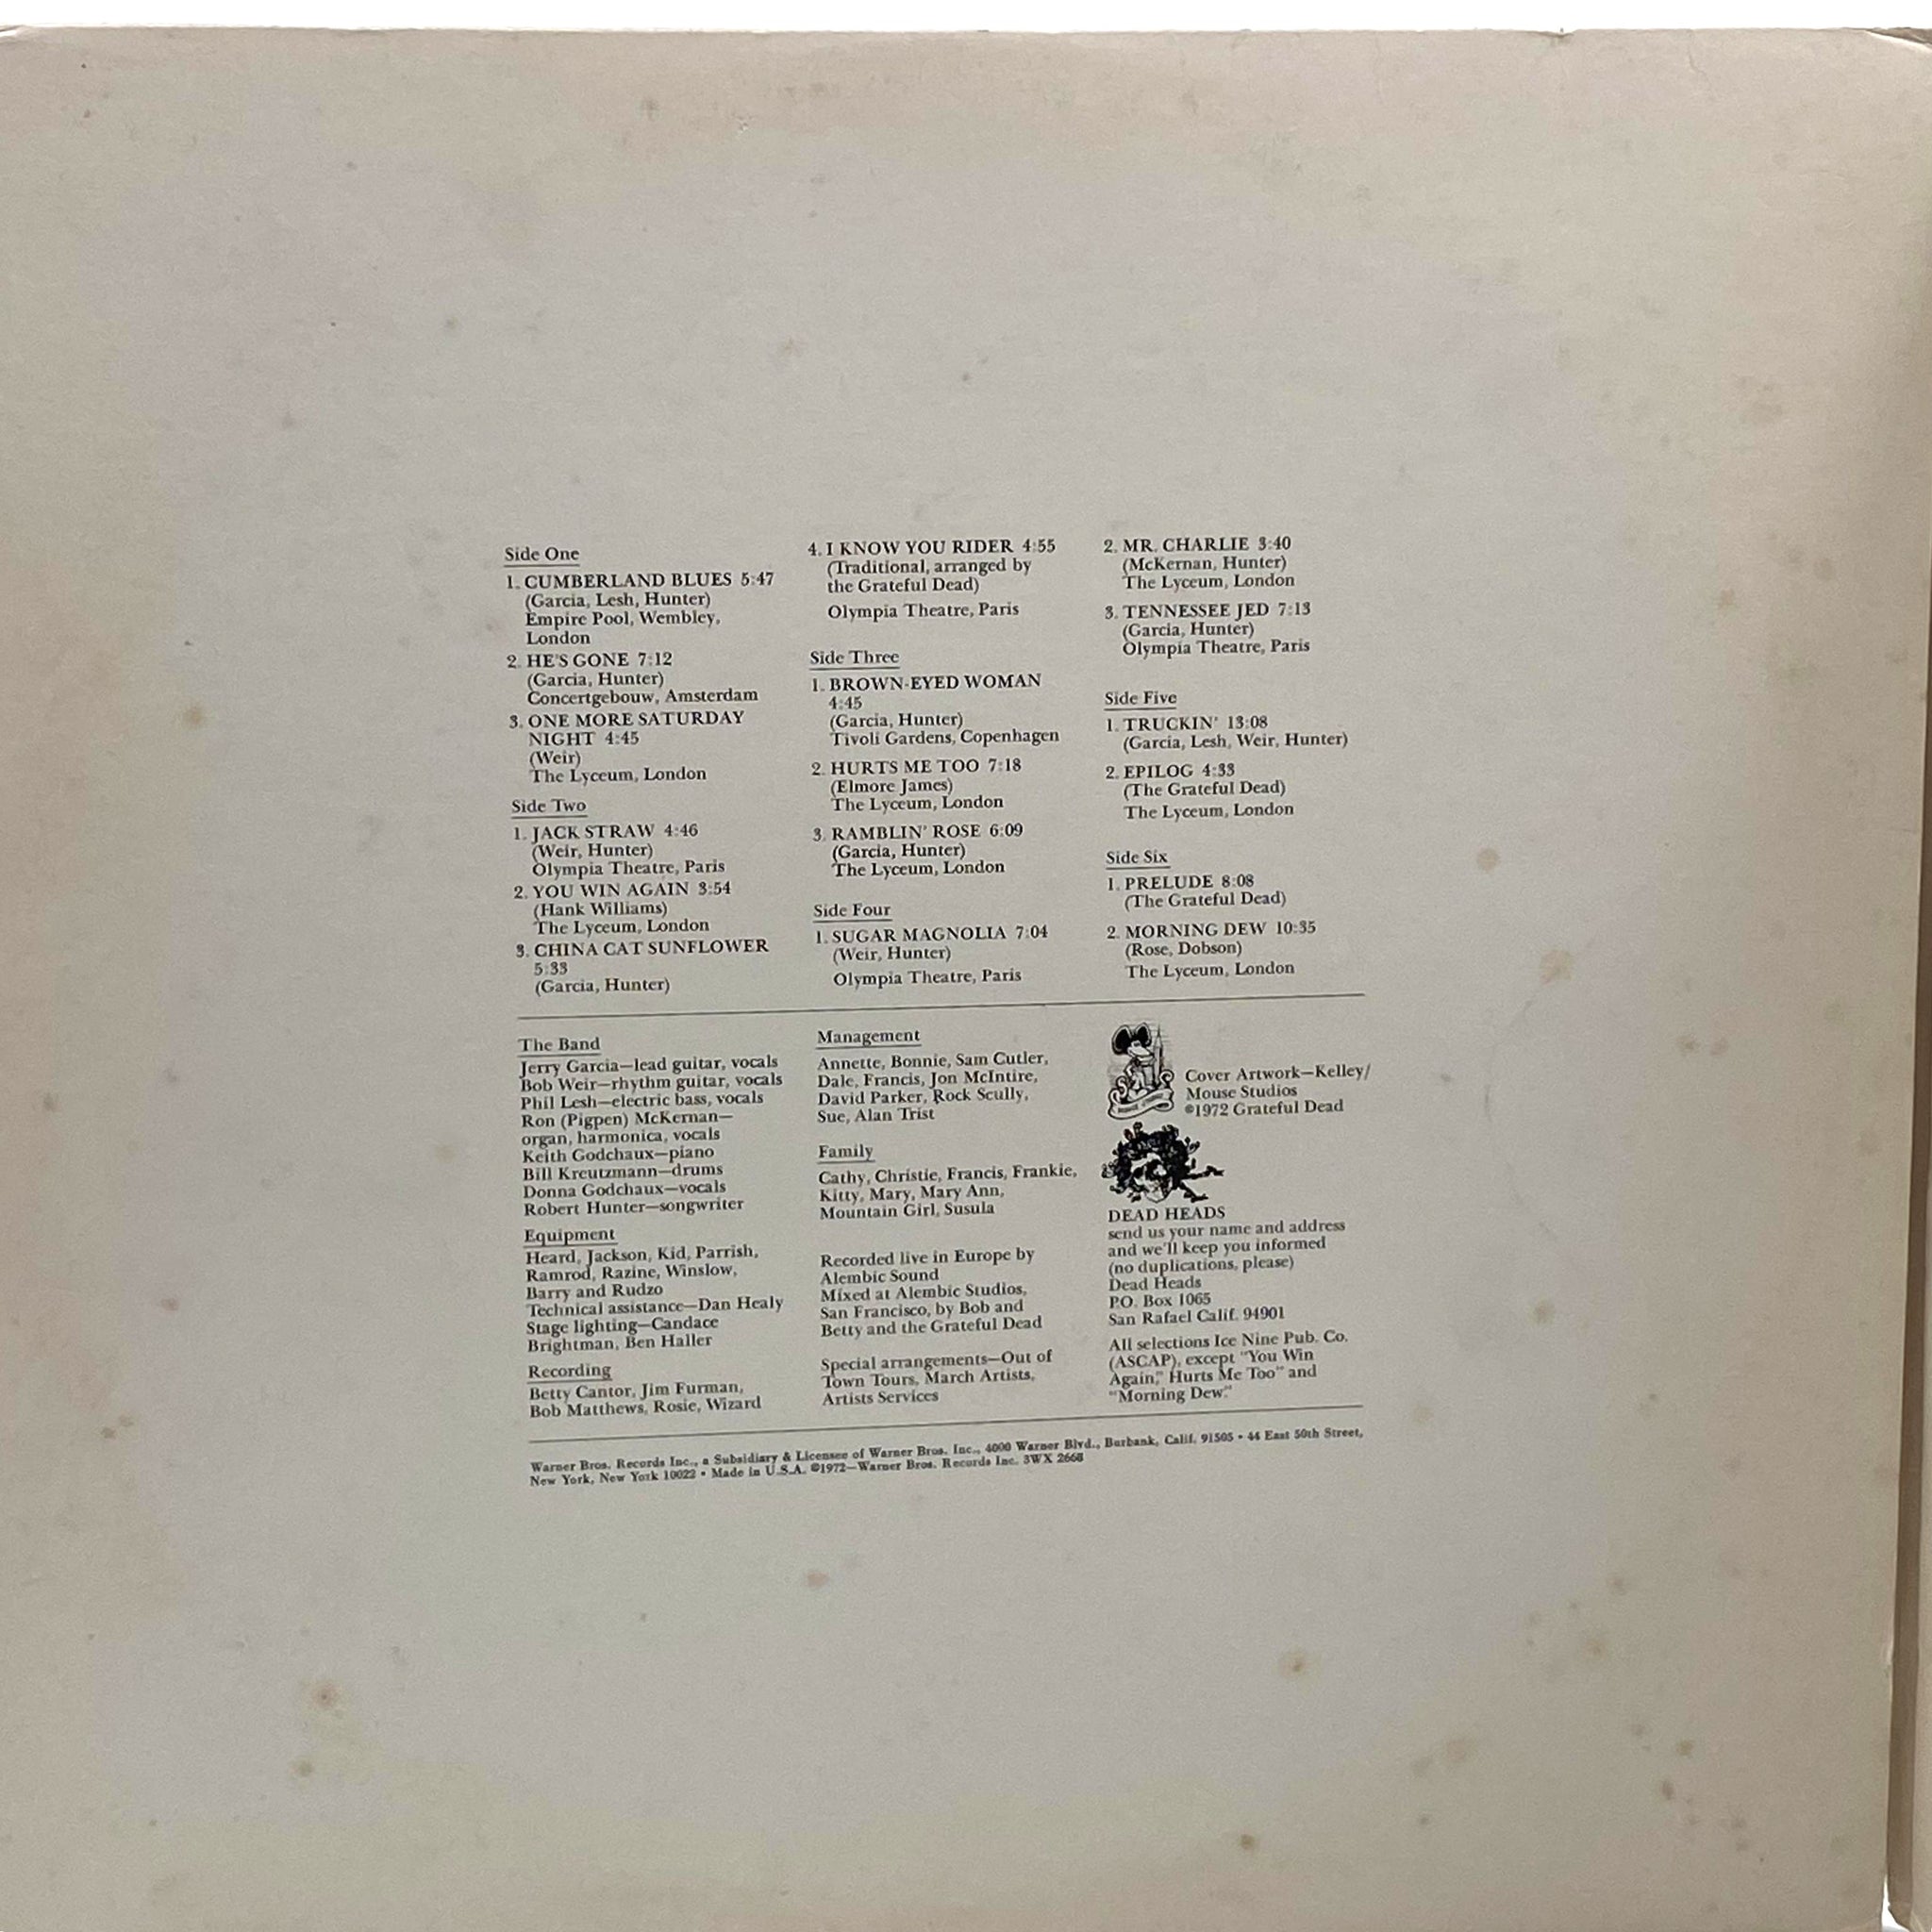 Side One
1. CUMBERLAND BLUES 5:47
(Garcia, Lesh, Hunter)
Empire Pool, Wembley,
London
2. HE'S GONE 7:12
(Garcia, Hunter)
Concertgebouw, Amsterdam
3. ONE MORE SATURDAY
NIGHT 4:45
(Weir)
The Lyceum, London
Side Two
1. JACK STRAW 4:46
(Weir, Hunter)
Olympia Theatre, Paris
2. YOU WIN AGAIN 3:54
(Hank Williams)
The Lyceum, London
3. CHINA CAT SUNFLOWER
5:33
(Garcia, Hunter)
4. I KNOW YOU RIDER 4:55
(Traditional, arranged by
the Grateful Dead)
Olympia Theatre, Paris
Side Three
1. BROWN-EYED WOMAN
4:45
(Garcia, Hunter)
Tivoli Gardens, Copenhagen
2. HURTS ME TOO 7:18
(Elmore James)
The Lyceum, London
3. RAMBLIN' ROSE 6:09
(Garcia, Hunter)
The Lyceum, London
Side Four
1. SUGAR MAGNOLIA 7:04
(Weir, Hunter)
Olympia Theatre, Paris
2. MR. CHARLIE 3:40
(McKernan, Hunter)
The Lyceum, London
3. TENNESSEE JED 7:13
(Garcia, Hunter)
Olympia Theatre, Paris
Side Five
1. TRUCKIN' 13:08
(Garcia, Lesh, Weir, Hunter)
2. EPILOG 4:33
(The Grateful Dead)
The Lyceum, London
Side Six
1. PRELUDE 8:08
(The Grateful Dead)
2. MORNING DEW 10:35
(Rose, Dobson)
The Lyceum, London
The Band
Jerry Garcia—lead guitar, vocals
Bob Weir—rhythm guitar, vocals
Phil Lesh—electric bass, vocals
Ron (Pigpen) McKernan—
organ, harmonica, vocals
Keith Godchaux—piano
Bill Kreutzmann—drums
Donna Godchaux—vocals
Robert Hunter—songwriter
Equipment
Heard, Jackson, Kid, Parrish,
Ramrod, Razine, Winslow,
Barry and Rudzo
Technical assistance—Dan Healy
Stage lighting—Candace
Brightman, Ben Haller
Recording
Betty Cantor, Jim Furman,
Bob Matthews, Rosie, Wizard
Management
Annette, Bonnie, Sam Cutler,
Dale, Francis, Jon McIntire,
David Parker, Rock Scully,
Sue, Alan Trist
Family
Cathy, Christie, Francis, Frankie,
Kitty, Mary, Mary Ann,
Mountain Girl, Susula
Recorded live in Europe by
Alembic Sound
Mixed at Alembic Studios,
San Francisco, by Bob and
Betty and the Grateful Dead
Special arrangements—Out of
Town Tours, March Artists,
Artists Services
Cover Artwork—Kelley/
Mouse Studios
©1972 Grateful Dead
DEAD HEADS
send us your name and address
and we'll keep you informed
(no duplications, please)
Dead Heads
P.O. Box 1065
San Rafael Calif. 94901
All selections Ice Nine Pub. Co.
(ASCAP), except "You Win
Again," Hurts Me Too" and
"Morning Dew."
Warner Bros. Records Inc., a Subsidiary & Licensee of Warner Bros. Inc., 4000 Warner Blvd., Burbank, Calif. 91505 • 44 East 50th Street,
New York, New York 10022 • Made in U.S.A. ©1972—Warner Bros. Records Inc. 3WX 2668